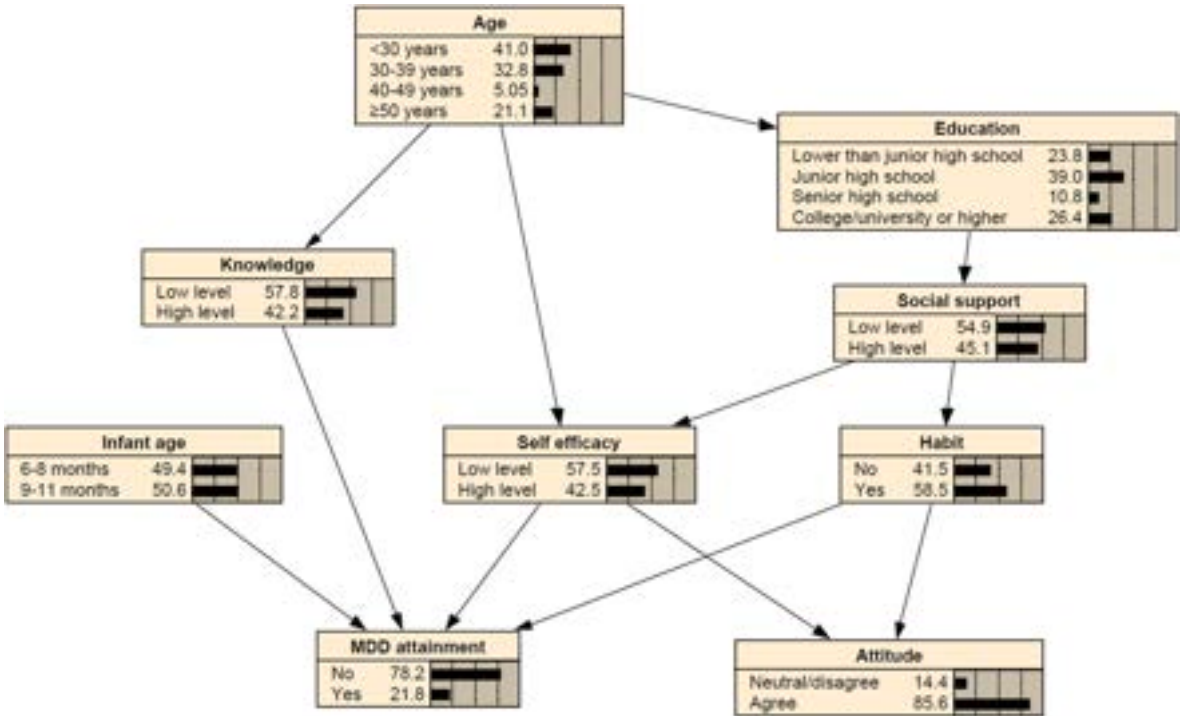 Age
<30 years 41.0
30-39 years 32.8
40-49 years 5.05
≥50 years 21.1
Education
Lower than junior high school 23.8
Junior high school 39.0
Senior high school 10.8
College/university or higher 26.4
Knowledge
Low level 57.8
High level 42.2
Social support
Low level 54.9
High level 45.1
Infant age
6-8 months 49.4
9-11 months 50.6
Self efficacy
Low level 57.5
High level 42.5
Habit
No 41.5
Yes 58.5
MDD attainment
No 78.2
Yes 21.8
Attitude
Neutral/disagree 14.4
Agree 85.6